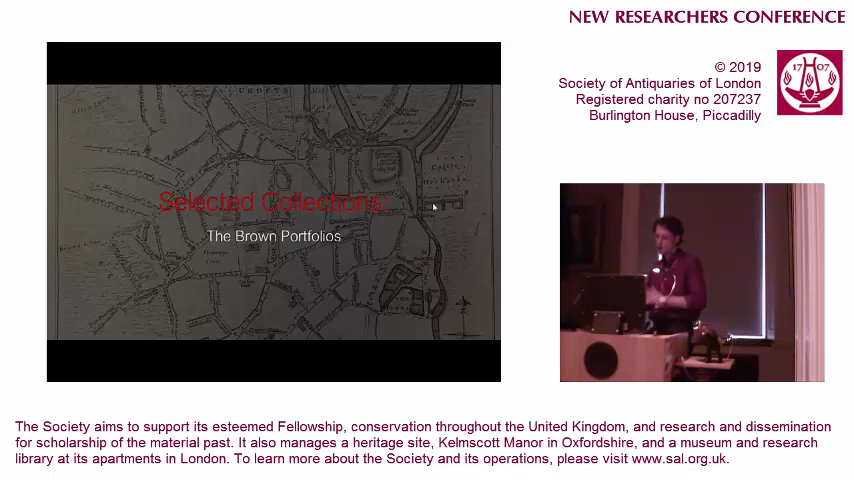 NEW RESEARCHERS CONFERENCE
© 2019
Society of Antiquaries of London
Registered charity no 207237
Burlington House, Piccadilly
17 07
CROFTS
Selected Collections:
The Brown Portfolios
The Society aims to support its esteemed Fellowship, conservation throughout the United Kingdom, and research and dissemination
for scholarship of the material past. It also manages a heritage site, Kelmscott Manor in Oxfordshire, and a museum and research
library at its apartments in London. To learn more about the Society and its operations, please visit www.sal.org.uk.